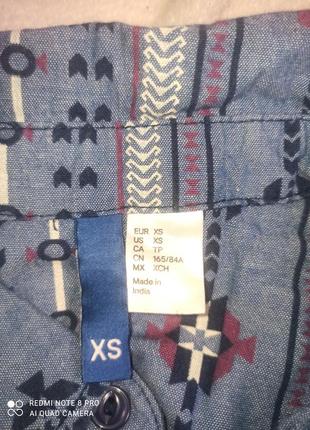 EUR XS
US XS
CA TP
CN 165/84A
MX XCH
Made in
India
XS
REDMI NOTE 8 PRO
AI QUAD CAMERA